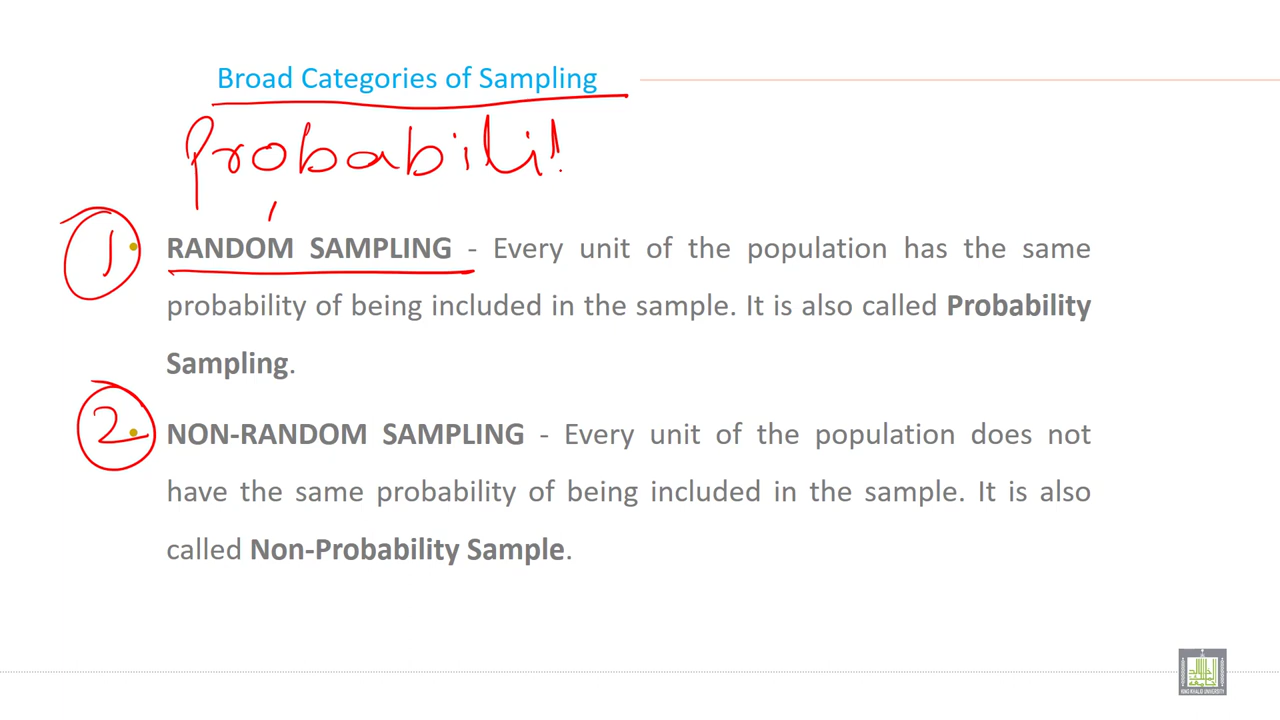 Broad Categories of Sampling
Probabili
1
• RANDOM SAMPLING - Every unit of the population has the same
probability of being included in the sample. It is also called Probability
Sampling.
2
• NON-RANDOM SAMPLING - Every unit of the population does not
have the same probability of being included in the sample. It is also
called Non-Probability Sample.
KING KHALID UNIVERSITY